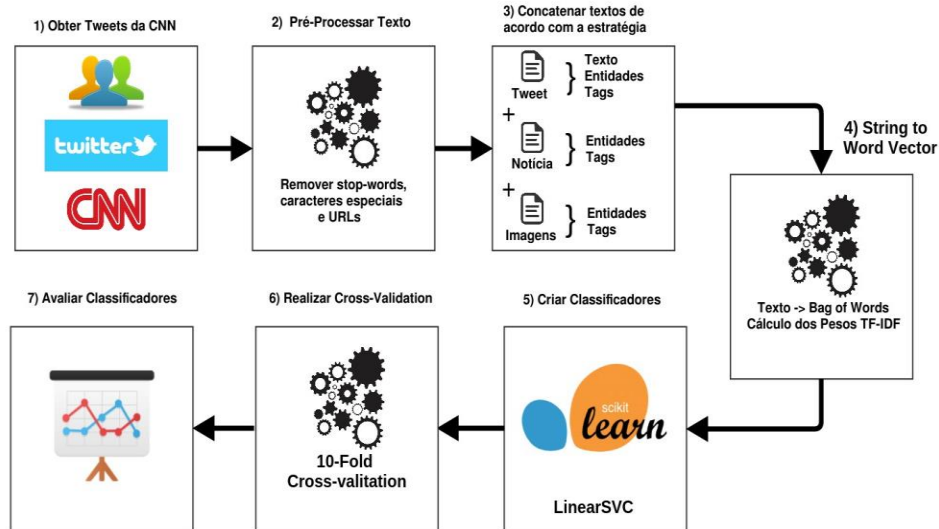 1) Obter Tweets da CNN
twitter
CNN
2) Pré-Processar Texto
Remover stop-words,
caracteres especiais
e URLs
3) Concatenar textos de
acordo com a estratégia
Tweet
} Texto
Entidades
Tags
+
Notícia
} Entidades
Tags
+
Imagens
} Entidades
Tags
4) String to
Word Vector
Texto -> Bag of Words
Cálculo dos Pesos TF-IDF
5) Criar Classificadores
scikit
learn
LinearSVC
6) Realizar Cross-Validation
10-Fold
Cross-valitation
7) Avaliar Classificadores